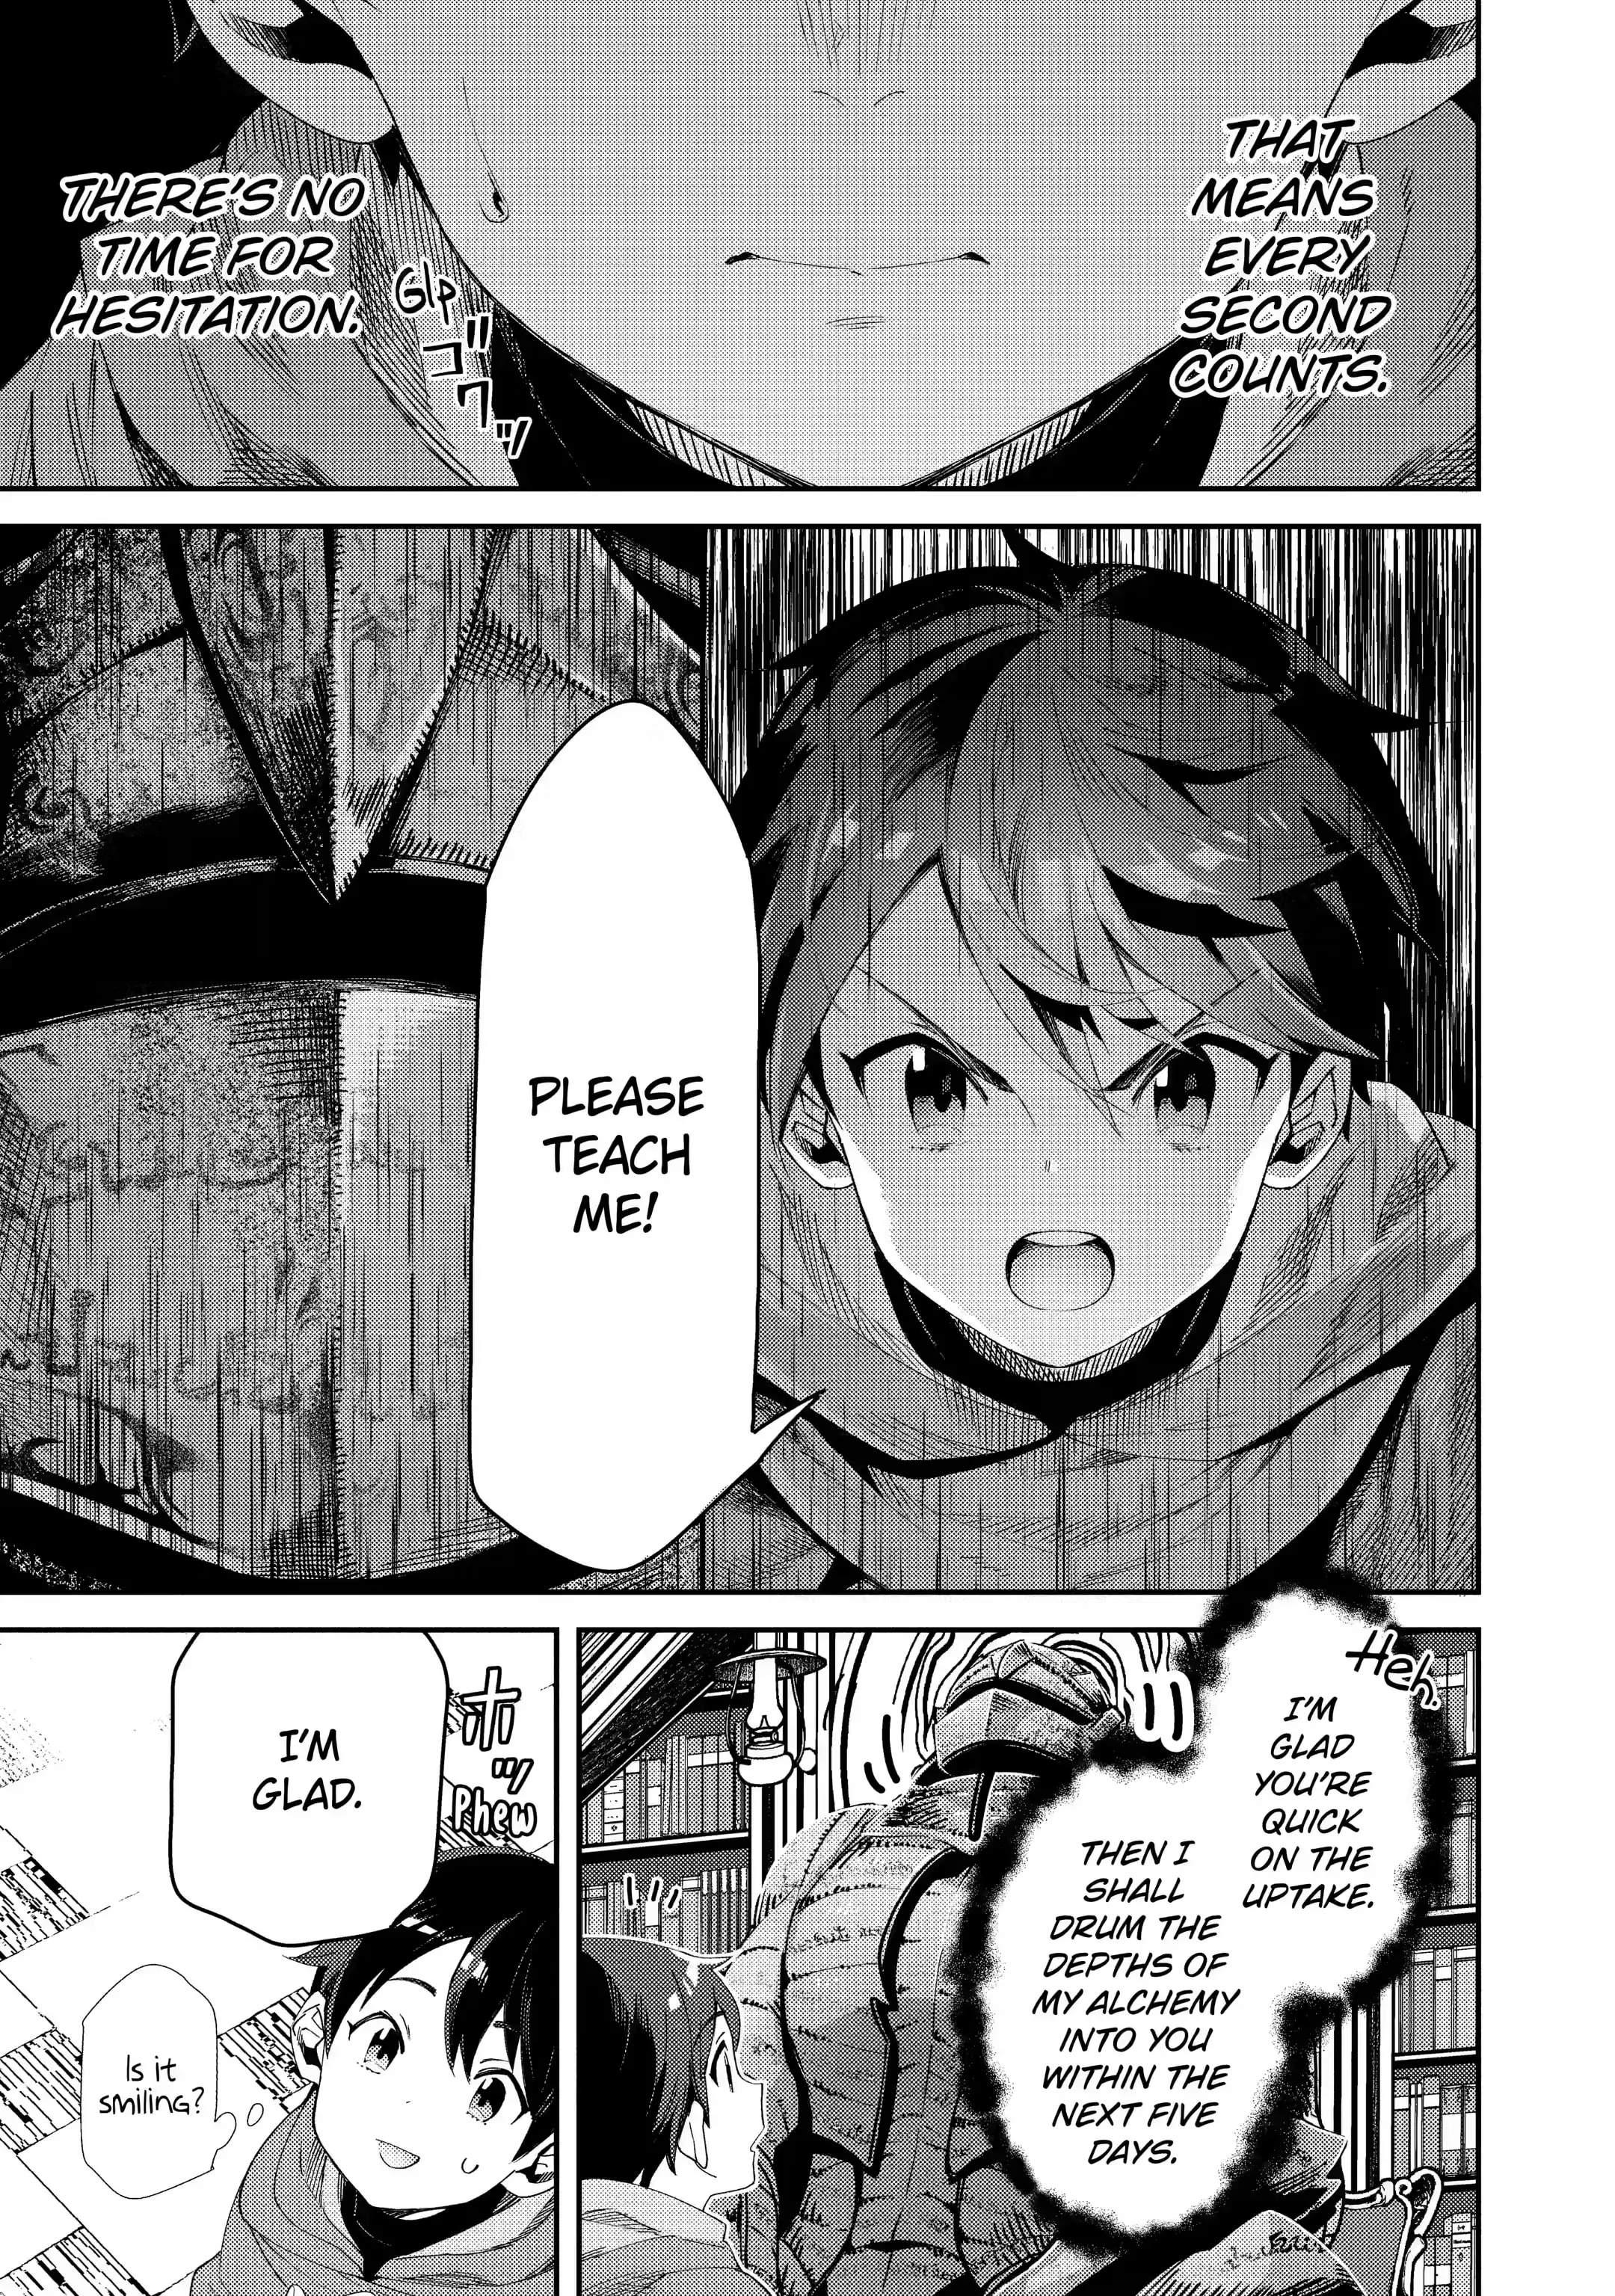 THAT
MEANS
EVERY
SECOND
COUNTS.
THERE'S NO
TIME FOR
HESITATION.
Glp
ゴクッ
PLEASE
TEACH
ME!
Heh.
I'M
GLAD
YOU'RE
QUICK
ON THE
UPTAKE.
THEN I
SHALL
DRUM THE
DEPTHS OF
MY ALCHEMY
INTO YOU
WITHIN THE
NEXT FIVE
DAYS.
ホッ
Phew
I'M
GLAD.
Is it
smiling?